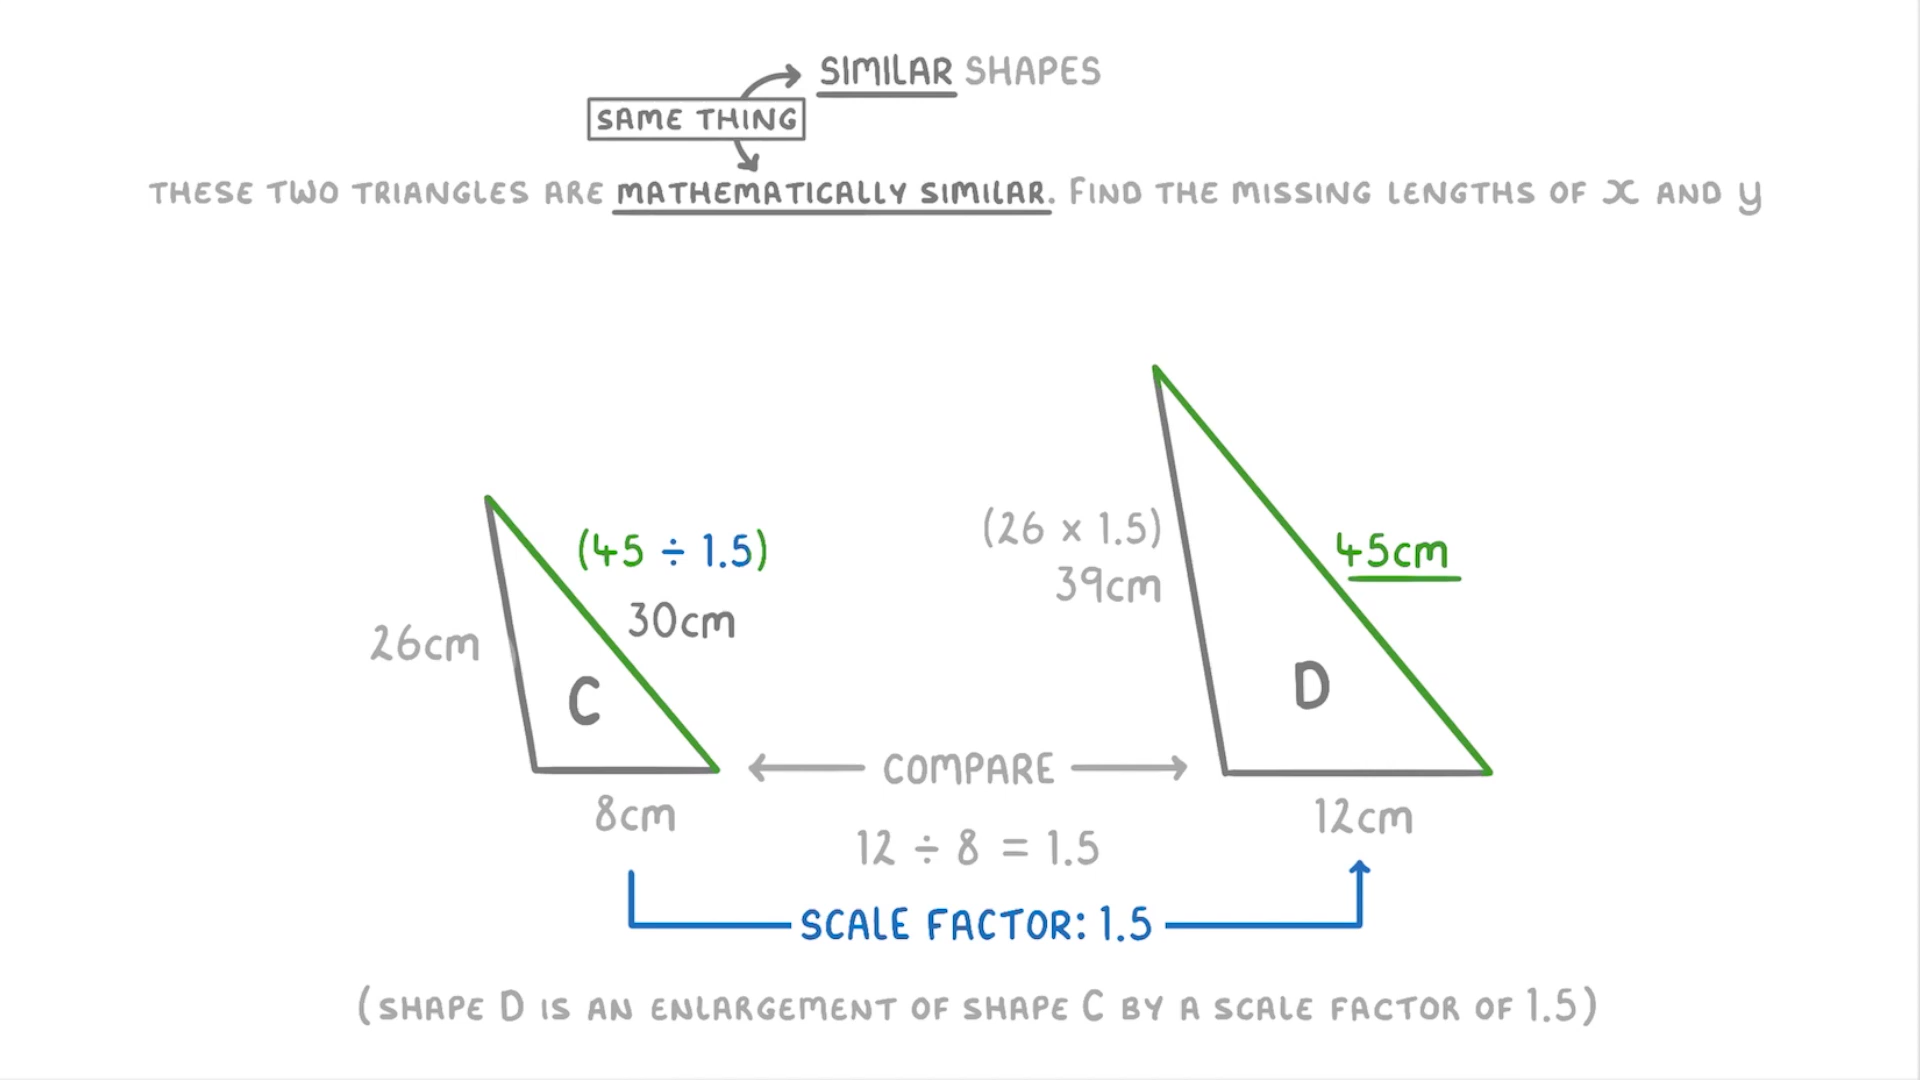 SIMILAR SHAPES
SAME THING
THESE TWO TRIANGLES ARE MATHEMATICALLY SIMILAR. FIND THE MISSING LENGTHS OF x AND y
(45 ÷ 1.5)
30cm
26cm
C
8cm
(26 x 1.5)
39cm
45cm
D
12cm
COMPARE
12 ÷ 8 = 1.5
SCALE FACTOR: 1.5
(SHAPE D IS AN ENLARGEMENT OF SHAPE C BY A SCALE FACTOR OF 1.5)